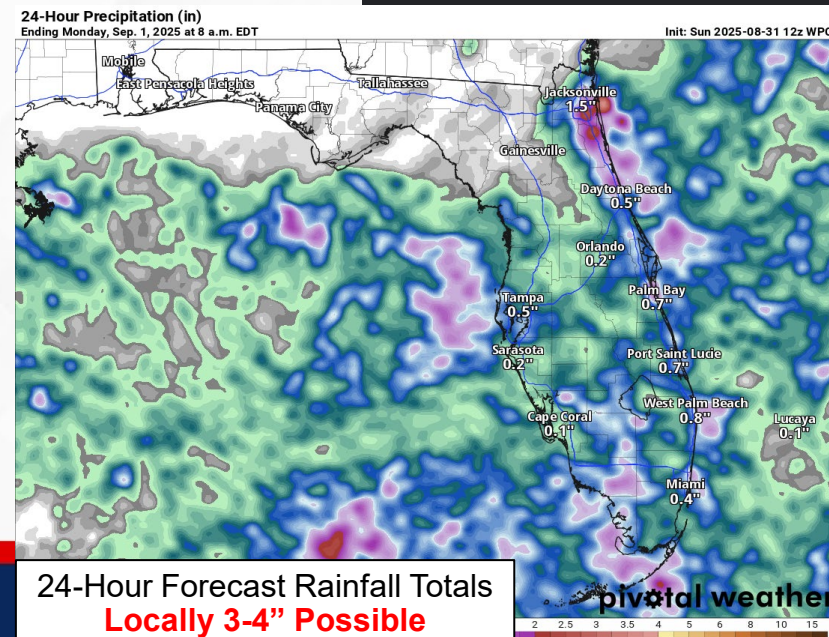 24-Hour Precipitation (in)
Ending Monday, Sep. 1, 2025 at 8 a.m. EDT
Init: Sun 2025-08-31 12z WPC
Mobile
East Pensacola Heights
Tallahassee
Panama City
Jacksonville
1.5"
Gainesville
Daytona Beach
0.5"
Orlando
0.2"
Palm Bay
0.7"
Tampa
0.5"
Sarasota
0.2"
Port Saint Lucie
0.7"
West Palm Beach
0.8"
Cape Coral
0.1"
Lucaya
0.1"
Miami
0.4"
pivotal weather
24-Hour Forecast Rainfall Totals
Locally 3-4” Possible
2 2.5 3 3.5 4 5 6 8 10 15